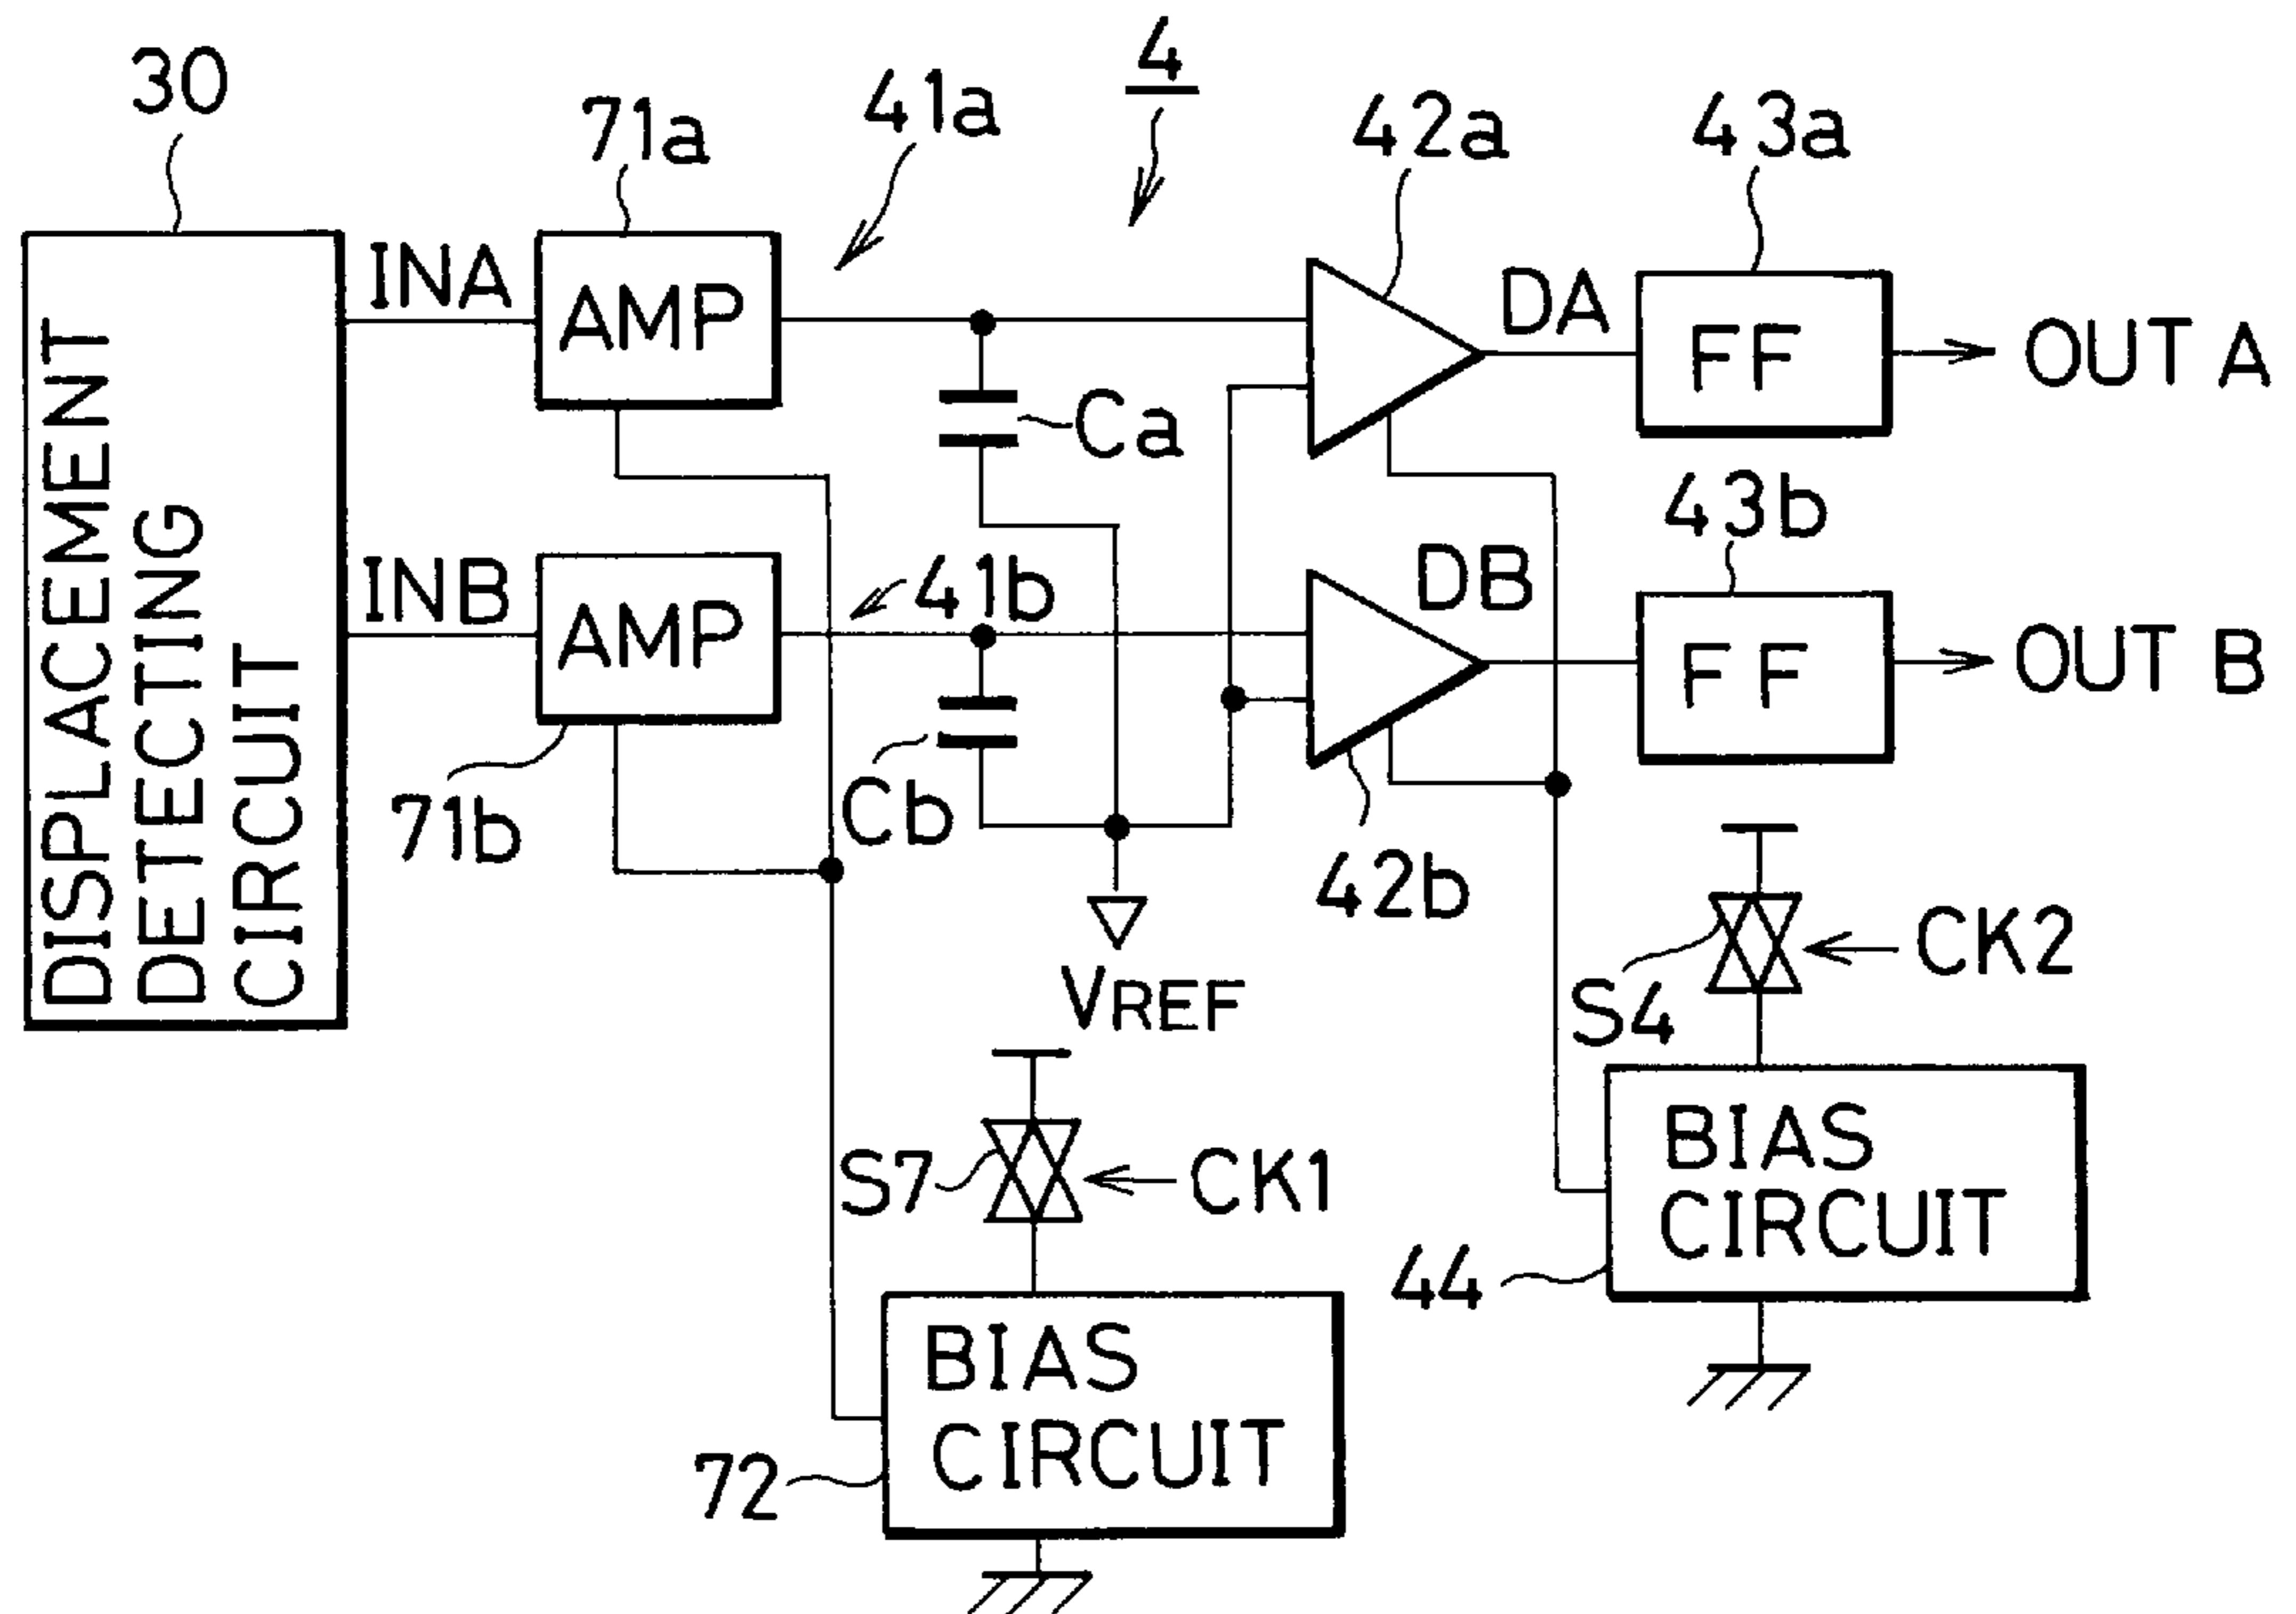 30
71a
41a
4
42a
43a
INA
AMP
DA
FF
OUT A
Ca
43b
DISPLACEMENT
DETECTING
CIRCUIT
INB
AMP
41b
DB
FF
OUT B
71b
Cb
42b
VREF
S4
CK2
S7
CK1
BIAS
CIRCUIT
44
BIAS
CIRCUIT
72